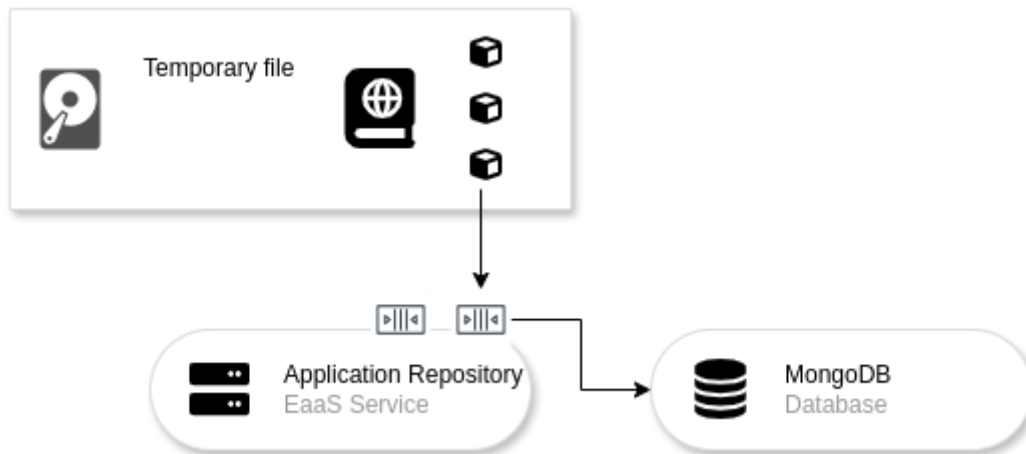 Temporary file
Application Repository
EaaS Service
MongoDB
Database